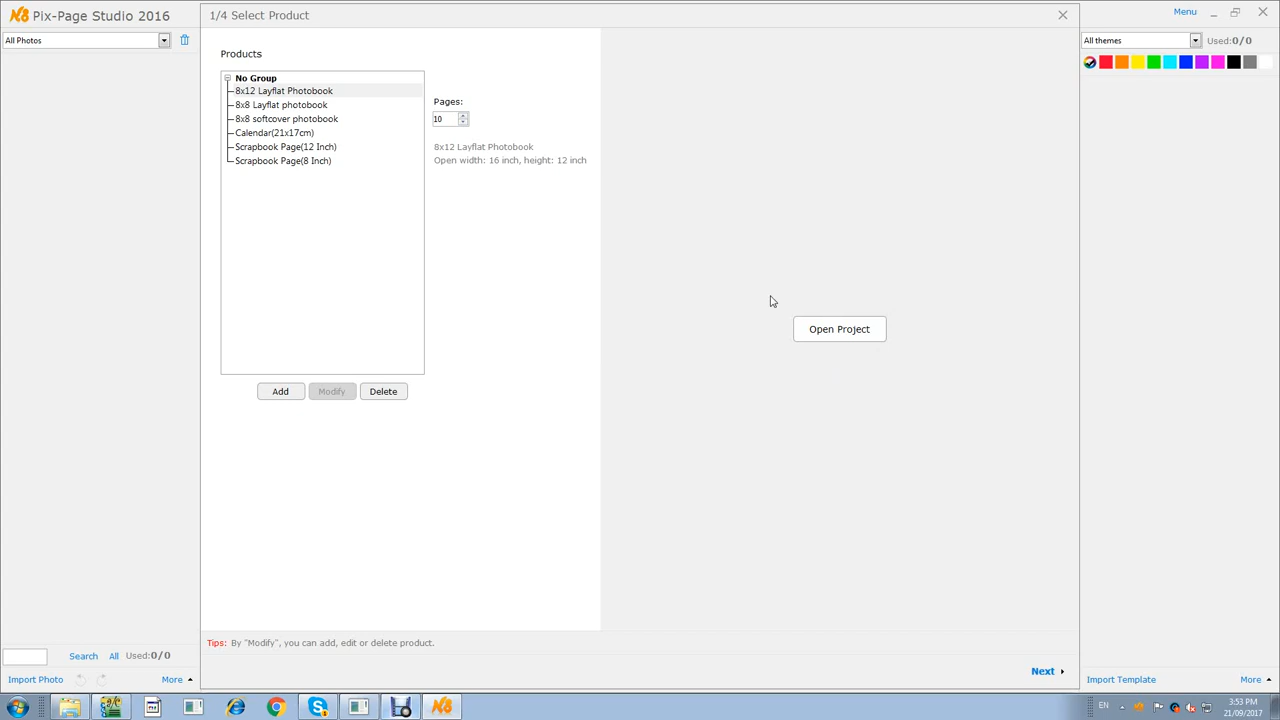 Pix-Page Studio 2016
1/4 Select Product
Menu
All Photos
All themes
Used:0/0
Products
No Group
8x12 Layflat Photobook
8x8 Layflat photobook
8x8 softcover photobook
Calendar(21x17cm)
Scrapbook Page(12 Inch)
Scrapbook Page(8 Inch)
Pages:
10
8x12 Layflat Photobook
Open width: 16 inch, height: 12 inch
Open Project
Add
Modify
Delete
Tips: By "Modify", you can add, edit or delete product.
Search
All
Used:0/0
Next
Import Photo
More
Import Template
More
EN
3:53 PM
21/09/2017